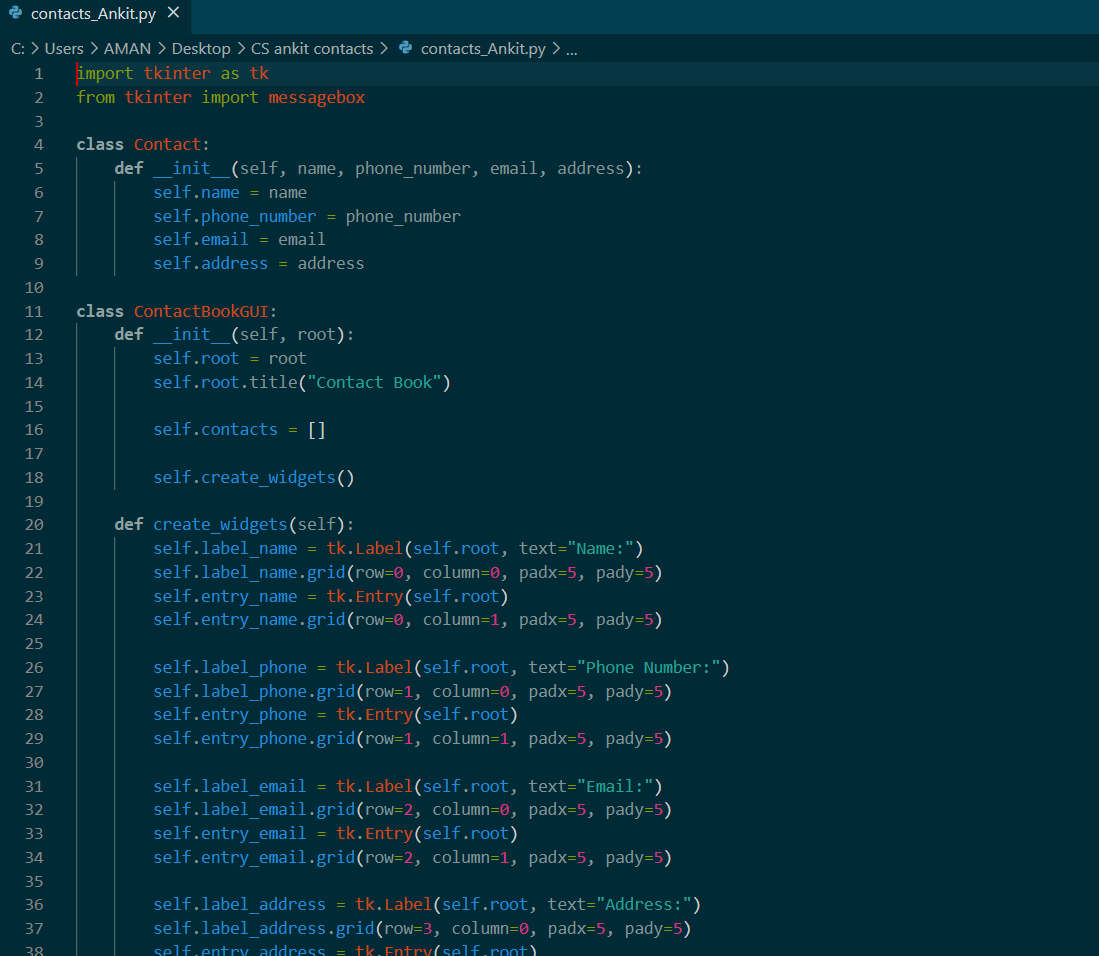 contacts_Ankit.py ×
C: > Users > AMAN > Desktop > CS ankit contacts > contacts_Ankit.py > ...
1 import tkinter as tk
2 from tkinter import messagebox
3
4 class Contact:
5     def __init__(self, name, phone_number, email, address):
6         self.name = name
7         self.phone_number = phone_number
8         self.email = email
9         self.address = address
10
11 class ContactBookGUI:
12     def __init__(self, root):
13         self.root = root
14         self.root.title("Contact Book")
15
16         self.contacts = []
17
18         self.create_widgets()
19
20     def create_widgets(self):
21         self.label_name = tk.Label(self.root, text="Name:")
22         self.label_name.grid(row=0, column=0, padx=5, pady=5)
23         self.entry_name = tk.Entry(self.root)
24         self.entry_name.grid(row=0, column=1, padx=5, pady=5)
25
26         self.label_phone = tk.Label(self.root, text="Phone Number:")
27         self.label_phone.grid(row=1, column=0, padx=5, pady=5)
28         self.entry_phone = tk.Entry(self.root)
29         self.entry_phone.grid(row=1, column=1, padx=5, pady=5)
30
31         self.label_email = tk.Label(self.root, text="Email:")
32         self.label_email.grid(row=2, column=0, padx=5, pady=5)
33         self.entry_email = tk.Entry(self.root)
34         self.entry_email.grid(row=2, column=1, padx=5, pady=5)
35
36         self.label_address = tk.Label(self.root, text="Address:")
37         self.label_address.grid(row=3, column=0, padx=5, pady=5)
38         self.entry_address = tk.Entry(self.root)